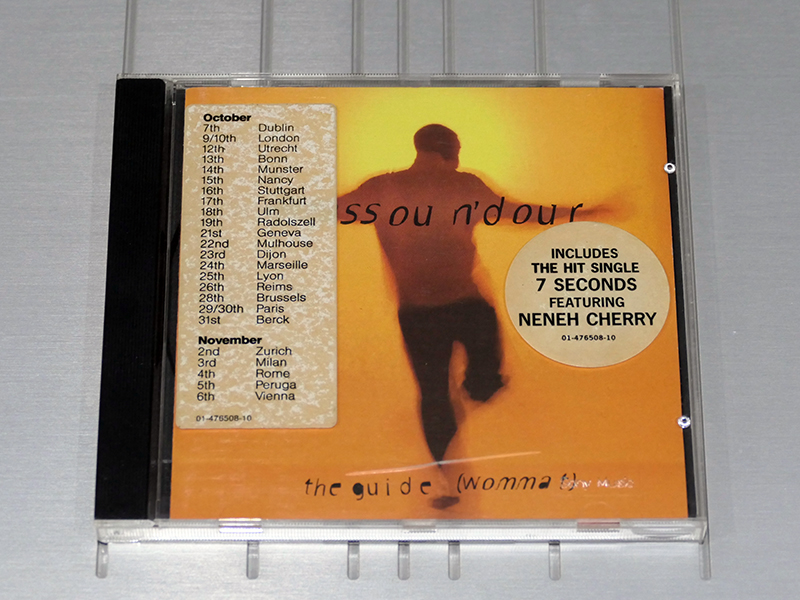 October
7th Dublin
9/10th London
12th Utrecht
13th Bonn
14th Munster
15th Nancy
16th Stuttgart
17th Frankfurt
18th Ulm
19th Radolszell
21st Geneva
22nd Mulhouse
23rd Dijon
24th Marseille
25th Lyon
26th Reims
28th Brussels
29/30th Paris
31st Berck
November
2nd Zurich
3rd Milan
4th Rome
5th Peruga
6th Vienna
01-476508-10
ssou n'dour
INCLUDES
THE HIT SINGLE
7 SECONDS
FEATURING
NENEH CHERRY
01-476508-10
the guide (wommat)